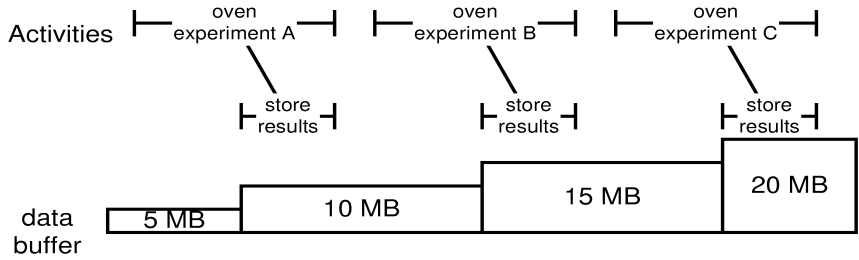 Activities
oven
experiment A
oven
experiment B
oven
experiment C
store
results
store
results
store
results
data
buffer
5 MB
10 MB
15 MB
20 MB